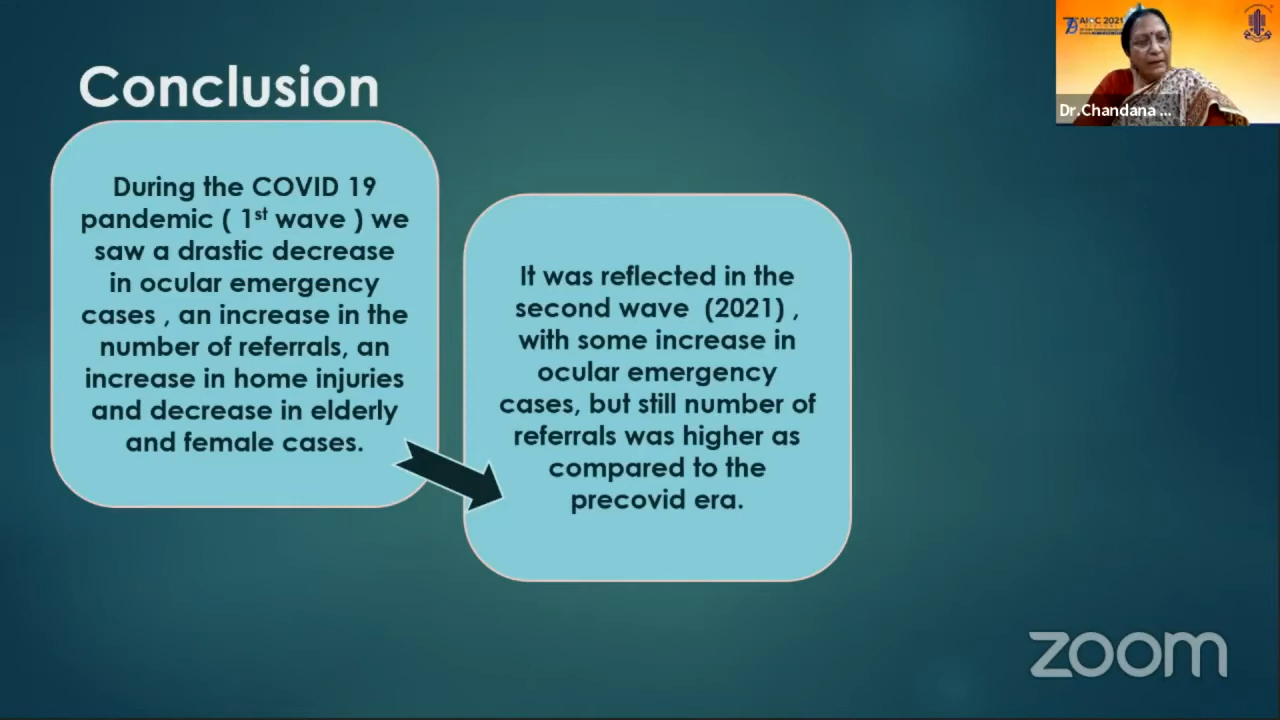 Conclusion
During the COVID 19
pandemic ( 1st wave ) we
saw a drastic decrease
in ocular emergency
cases , an increase in the
number of referrals, an
increase in home injuries
and decrease in elderly
and female cases.
It was reflected in the
second wave (2021) ,
with some increase in
ocular emergency
cases, but still number of
referrals was higher as
compared to the
precovid era.
AIOC 2021
Dr.Chandana ...
zoom